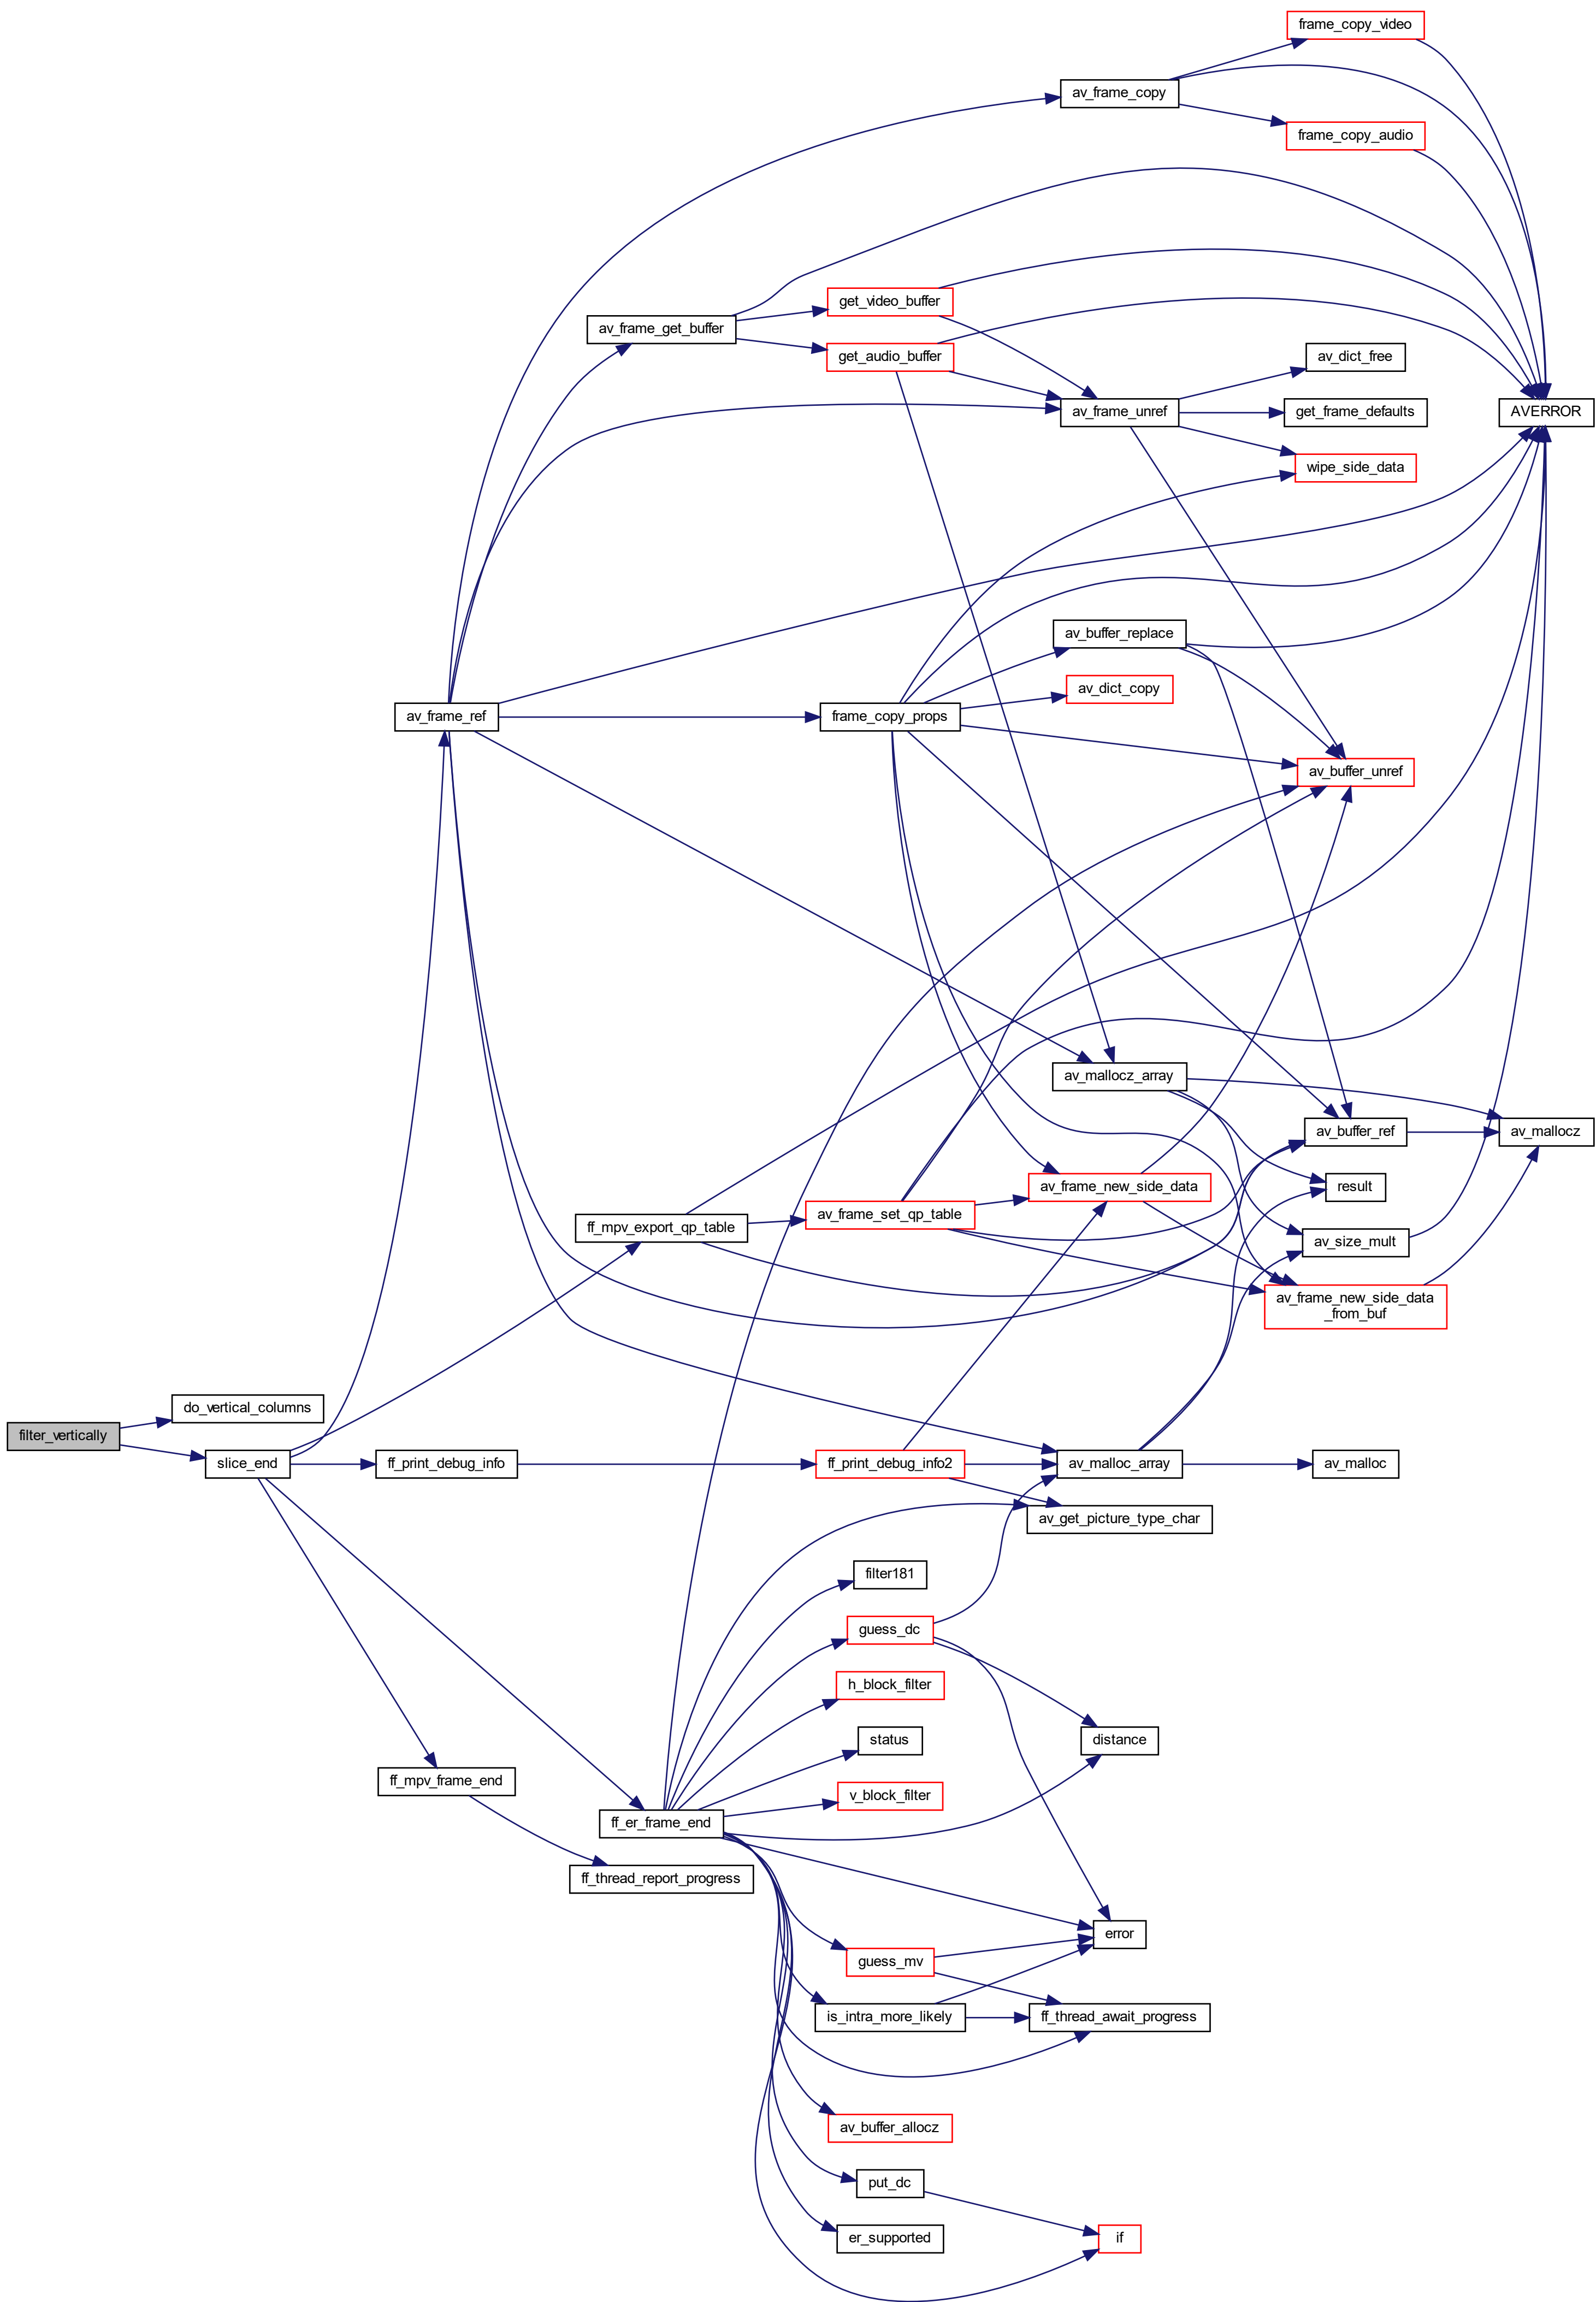 frame_copy_video
av_frame_copy
frame_copy_audio
get_video_buffer
av_frame_get_buffer
get_audio_buffer
av_dict_free
av_frame_unref
get_frame_defaults
AVERROR
wipe_side_data
av_buffer_replace
av_dict_copy
av_frame_ref
frame_copy_props
av_buffer_unref
av_mallocz_array
av_buffer_ref
av_mallocz
av_frame_new_side_data
result
av_frame_set_qp_table
ff_mpv_export_qp_table
av_size_mult
av_frame_new_side_data
_from_buf
do_vertical_columns
filter_vertically
slice_end
ff_print_debug_info
ff_print_debug_info2
av_malloc_array
av_malloc
av_get_picture_type_char
filter181
guess_dc
h_block_filter
status
distance
ff_mpv_frame_end
v_block_filter
ff_er_frame_end
ff_thread_report_progress
error
guess_mv
is_intra_more_likely
ff_thread_await_progress
av_buffer_allocz
put_dc
er_supported
if